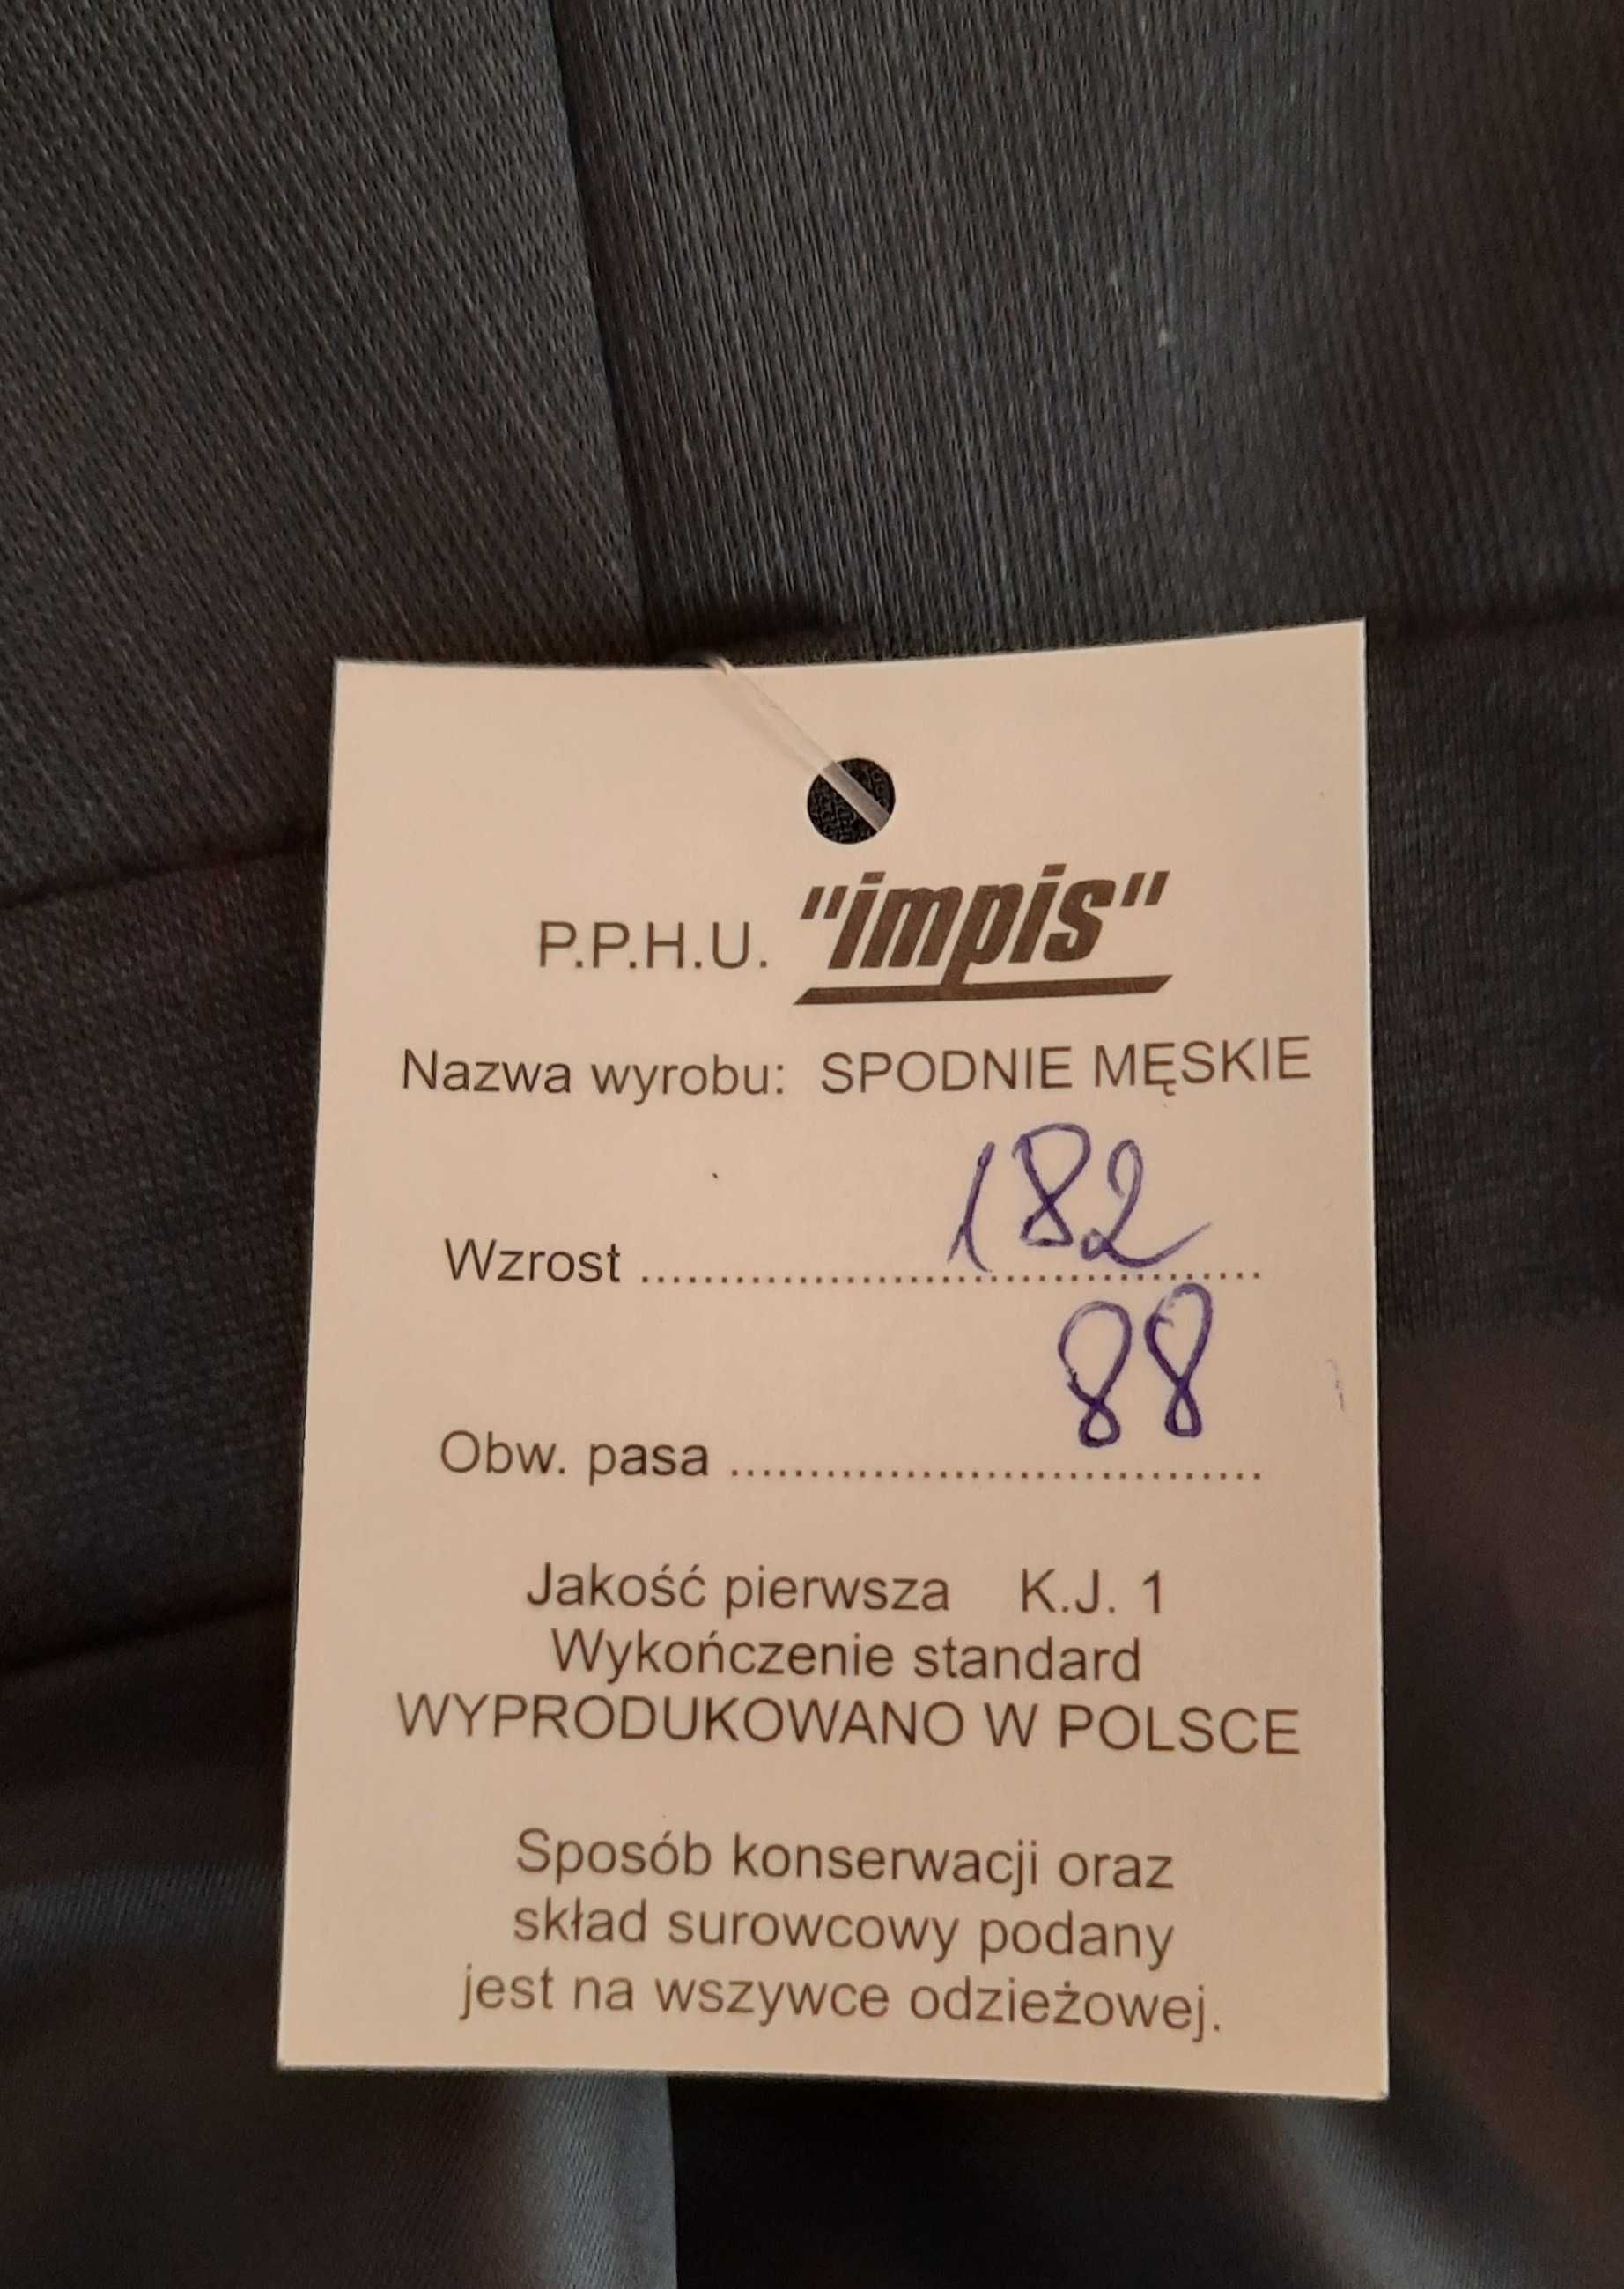 P.P.H.U. "impis"
Nazwa wyrobu: SPODNIE MĘSKIE
Wzrost ........................................ 182
Obw. pasa .................................. 88
Jakość pierwsza K.J. 1
Wykończenie standard
WYPRODUKOWANO W POLSCE
Sposób konserwacji oraz
skład surowcowy podany
jest na wszywce odzieżowej.